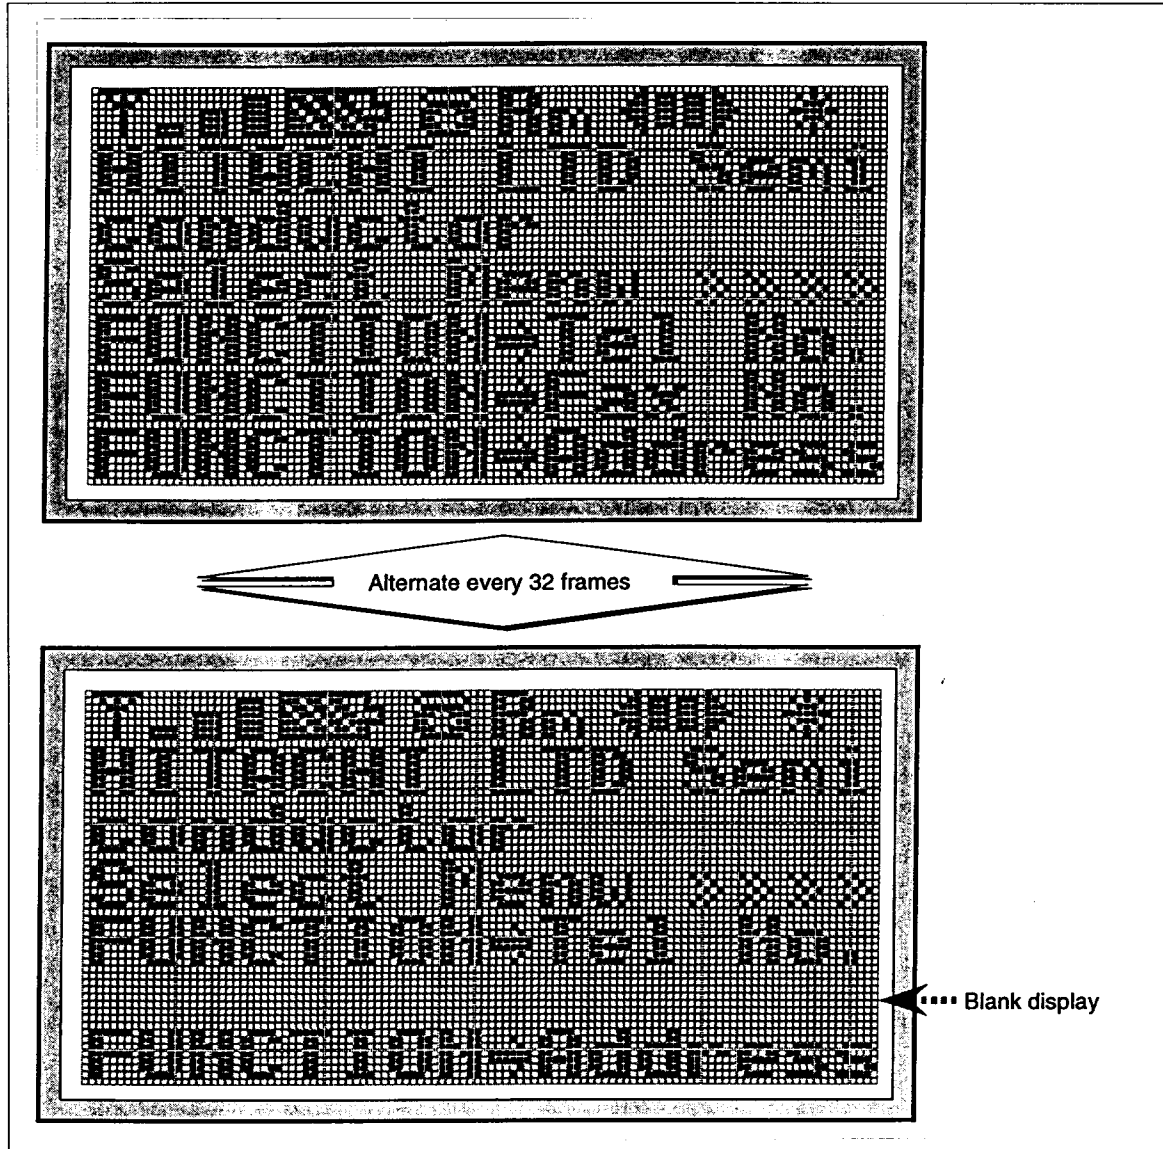 HITACHI LTD Semi
conductor
Select Menu
FUNCTION→Tel No.
FUNCTION→Fax No.
FUNCTION→Address
Alternate every 32 frames
HITACHI LTD Semi
conductor
Select Menu
FUNCTION→Tel No.
Blank display
FUNCTION→Address